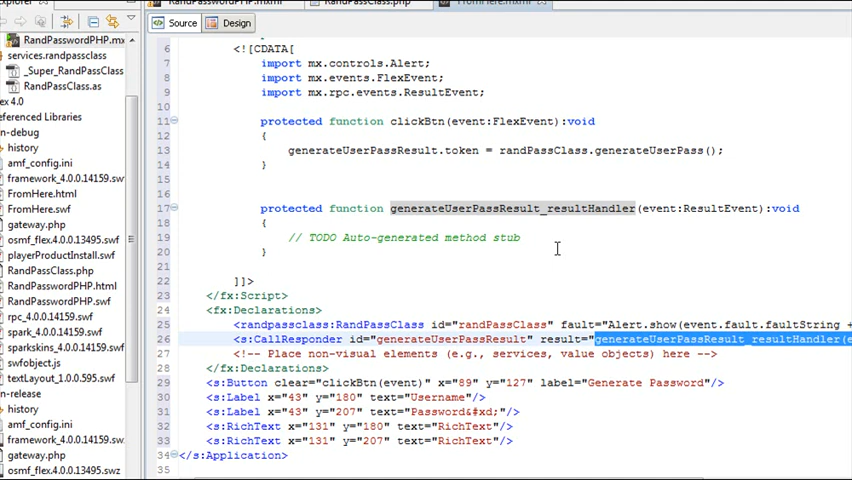 RandPasswordPHP.mxml
RandPassClass.php
FromHere.mxml
Source
Design
RandPasswordPHP.mx
services.randpassclass
_Super_RandPassClass
RandPassClass.as
ex 4.0
eferenced Libraries
n-debug
history
amf_config.ini
framework_4.0.0.14159.swf
FromHere.html
FromHere.swf
gateway.php
osmf_flex.4.0.0.13495.swf
playerProductInstall.swf
RandPassClass.php
RandPasswordPHP.html
RandPasswordPHP.swf
rpc_4.0.0.14159.swf
spark_4.0.0.14159.swf
sparkskins_4.0.0.14159.swf
swfobject.js
textLayout_1.0.0.595.swf
n-release
history
amf_config.ini
framework_4.0.0.14159.sw
gateway.php
osmf_flex.4.0.0.13495.swz
6 <![CDATA[
7 import mx.controls.Alert;
8 import mx.events.FlexEvent;
9 import mx.rpc.events.ResultEvent;
10
11 protected function clickBtn(event:FlexEvent):void
12 {
13 generateUserPassResult.token = randPassClass.generateUserPass();
14 }
15
16
17 protected function generateUserPassResult_resultHandler(event:ResultEvent):void
18 {
19 // TODO Auto-generated method stub
20 }
21
22 ]]>
23 </fx:Script>
24 <fx:Declarations>
25 <randpassclass:RandPassClass id="randPassClass" fault="Alert.show(event.fault.faultString +
26 <s:CallResponder id="generateUserPassResult" result="generateUserPassResult_resultHandler(e
27 <!-- Place non-visual elements (e.g., services, value objects) here -->
28 </fx:Declarations>
29 <s:Button clear="clickBtn(event)" x="89" y="127" label="Generate Password"/>
30 <s:Label x="43" y="180" text="Username"/>
31 <s:Label x="43" y="207" text="Password&#xd;"/>
32 <s:RichText x="131" y="180" text="RichText"/>
33 <s:RichText x="131" y="207" text="RichText"/>
34 </s:Application>
35